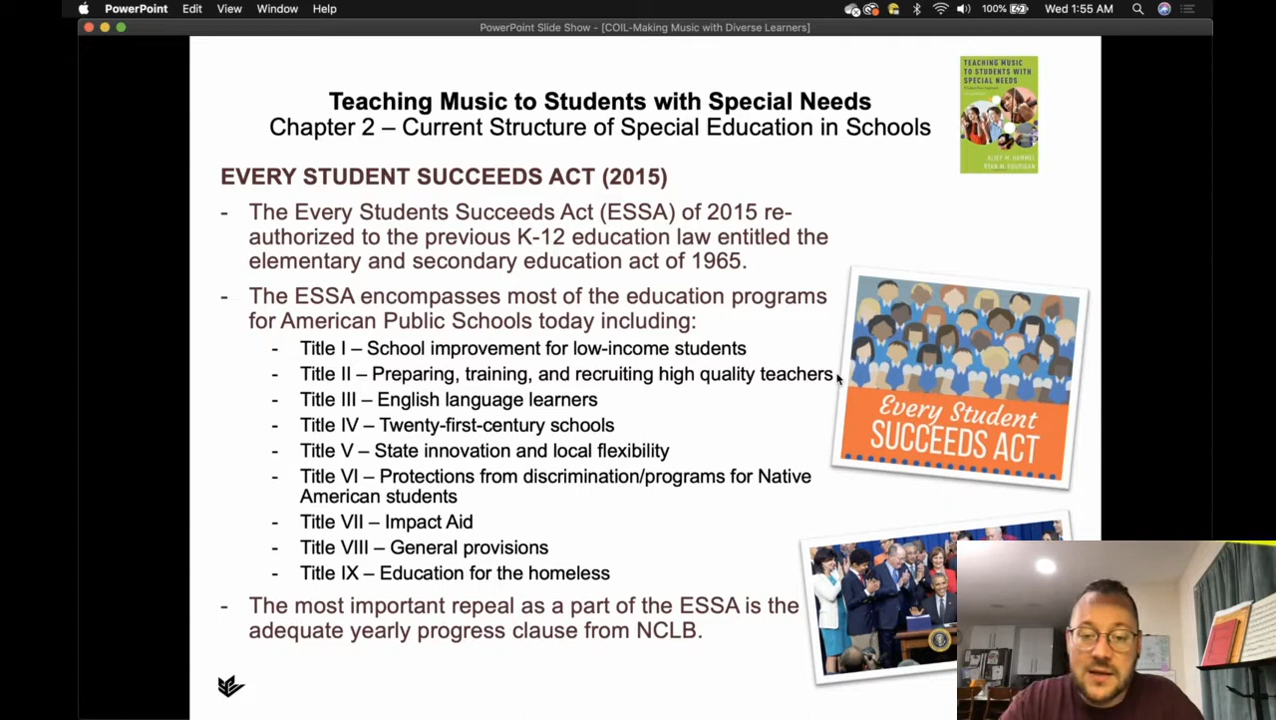 PowerPoint Edit View Window Help 100% Wed 1:55 AM
PowerPoint Slide Show - [COIL-Making Music with Diverse Learners]
TEACHING MUSIC
TO STUDENTS WITH
SPECIAL NEEDS
ALICE M. HAMMEL
RYAN M. HOURIGAN
Teaching Music to Students with Special Needs
Chapter 2 – Current Structure of Special Education in Schools
EVERY STUDENT SUCCEEDS ACT (2015)
- The Every Students Succeeds Act (ESSA) of 2015 re-
authorized to the previous K-12 education law entitled the
elementary and secondary education act of 1965.
- The ESSA encompasses most of the education programs
for American Public Schools today including:
- Title I – School improvement for low-income students
- Title II – Preparing, training, and recruiting high quality teachers
- Title III – English language learners
- Title IV – Twenty-first-century schools
- Title V – State innovation and local flexibility
- Title VI – Protections from discrimination/programs for Native
American students
- Title VII – Impact Aid
- Title VIII – General provisions
- Title IX – Education for the homeless
- The most important repeal as a part of the ESSA is the
adequate yearly progress clause from NCLB.
Every Student
SUCCEEDS ACT